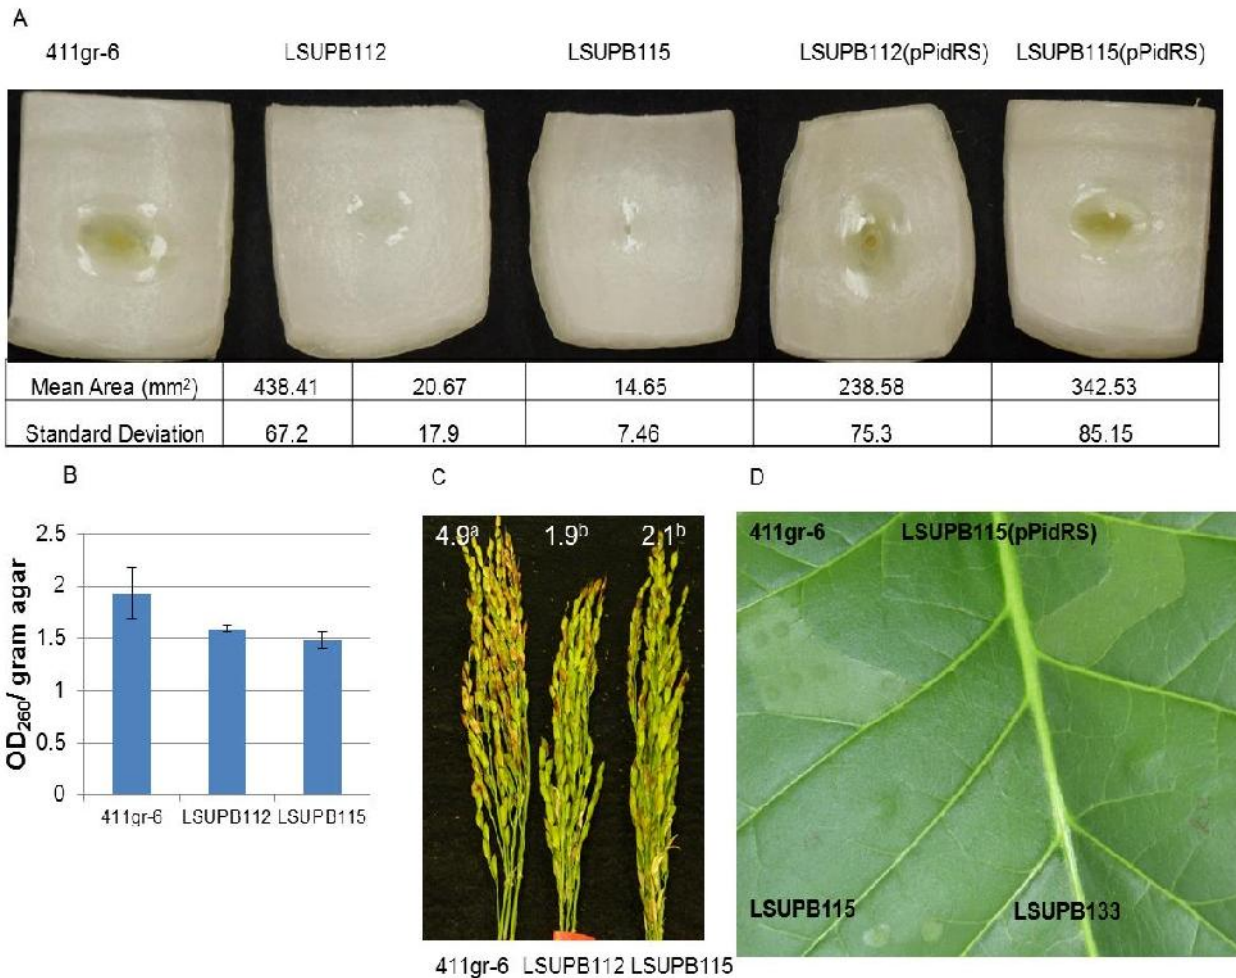 A
411gr-6 LSUPB112 LSUPB115 LSUPB112(pPidRS) LSUPB115(pPidRS)
Mean Area (mm²) 438.41 20.67 14.65 238.58 342.53
Standard Deviation 67.2 17.9 7.46 75.3 85.15
B
OD₂₆₀/ gram agar
2.5
2
1.5
1
0.5
0
411gr-6 LSUPB112 LSUPB115
C
4.9ᵃ 1.9ᵇ 2.1ᵇ
411gr-6 LSUPB112 LSUPB115
D
411gr-6 LSUPB115(pPidRS)
LSUPB115 LSUPB133